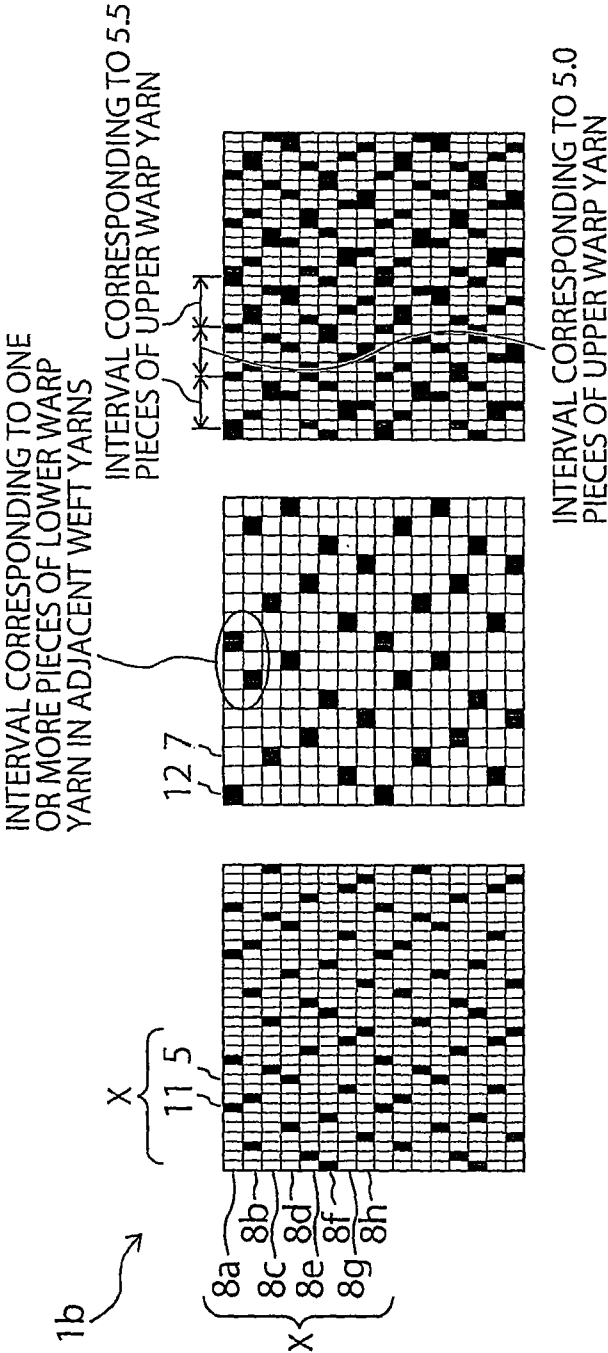 1b
X
8a
8b
8c
8d
8e
8f
8g
8h
X
11 5
12 7
INTERVAL CORRESPONDING TO ONE
OR MORE PIECES OF LOWER WARP
YARN IN ADJACENT WEFT YARNS
INTERVAL CORRESPONDING TO 5.5
PIECES OF UPPER WARP YARN
INTERVAL CORRESPONDING TO 5.0
PIECES OF UPPER WARP YARN